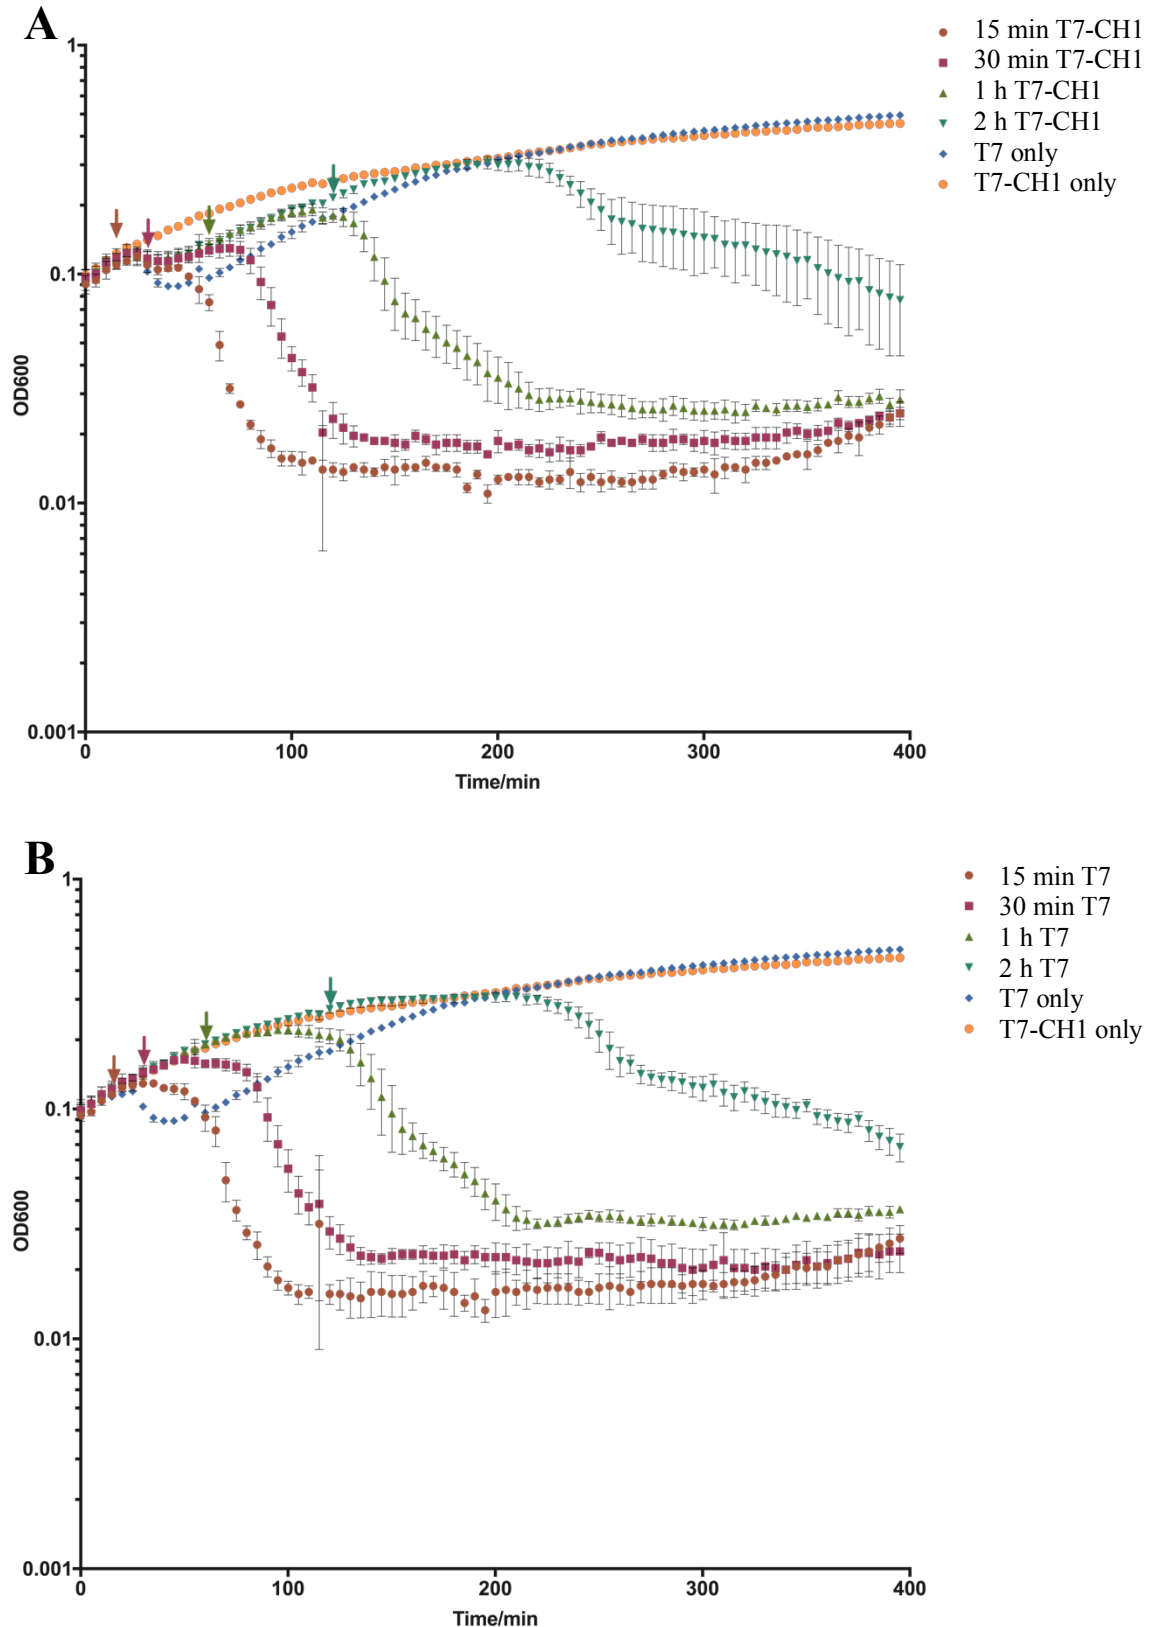 A
15 min T7-CH1
30 min T7-CH1
1 h T7-CH1
2 h T7-CH1
T7 only
T7-CH1 only
1
0.1
0.01
0.001
OD600
0 100 200 300 400
Time/min
B
15 min T7
30 min T7
1 h T7
2 h T7
T7 only
T7-CH1 only
1
0.1
0.01
0.001
OD600
0 100 200 300 400
Time/min